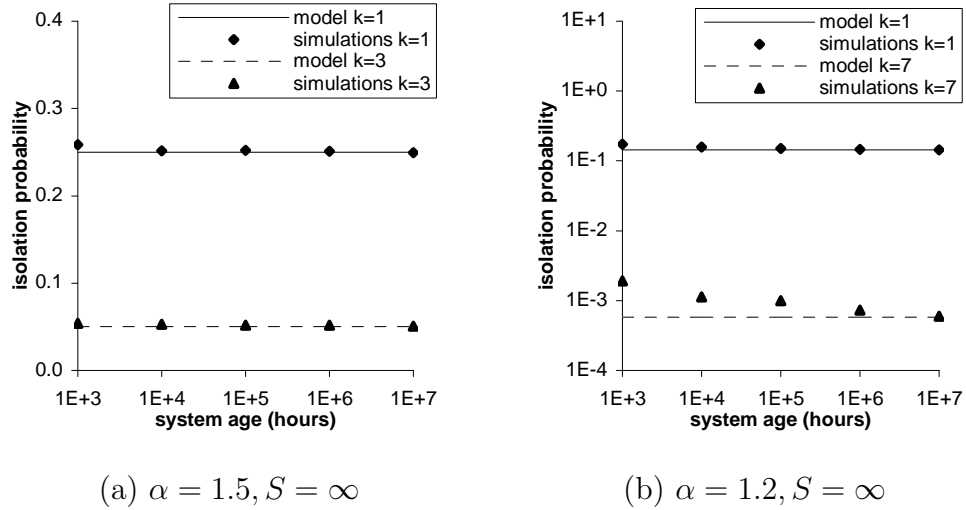 model k=1
simulations k=1
model k=3
simulations k=3
isolation probability
0.4
0.3
0.2
0.1
0.0
1E+3 1E+4 1E+5 1E+6 1E+7
system age (hours)
(a) α = 1.5, S = ∞
model k=1
simulations k=1
model k=7
simulations k=7
isolation probability
1E+1
1E+0
1E-1
1E-2
1E-3
1E-4
1E+3 1E+4 1E+5 1E+6 1E+7
system age (hours)
(b) α = 1.2, S = ∞